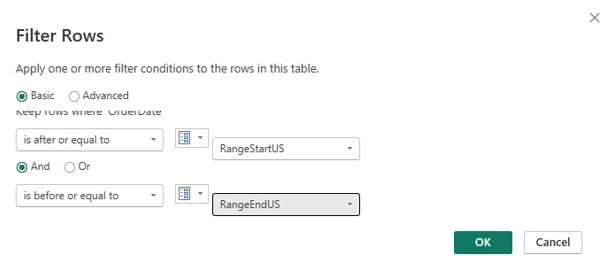 Filter Rows
Apply one or more filter conditions to the rows in this table.
Basic Advanced
Keep rows where 'OrderDate'
is after or equal to RangeStartUS
And Or
is before or equal to RangeEndUS
OK Cancel